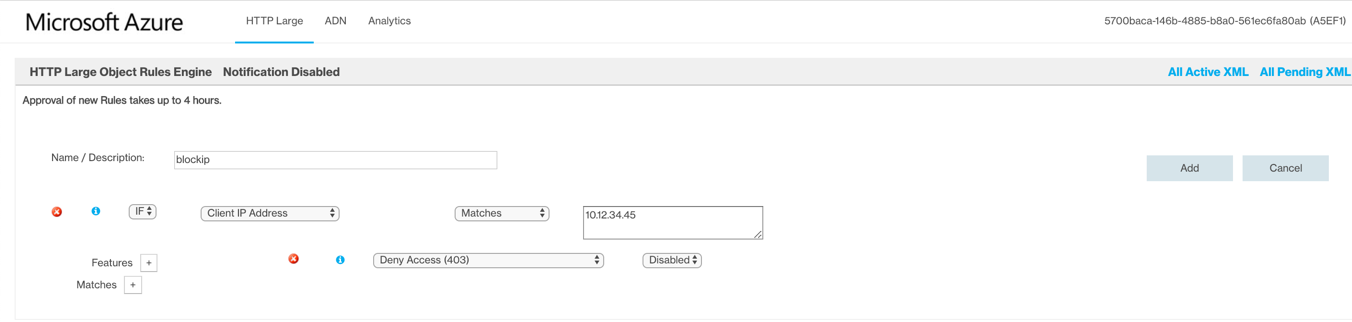 Microsoft Azure HTTP Large ADN Analytics 5700baca-146b-4885-b8a0-561ec6fa80ab (A5EF1)
HTTP Large Object Rules Engine Notification Disabled All Active XML All Pending XML
Approval of new Rules takes up to 4 hours.
Name / Description: blockip Add Cancel
IF Client IP Address Matches 10.12.34.45
Features + Deny Access (403) Disabled
Matches +